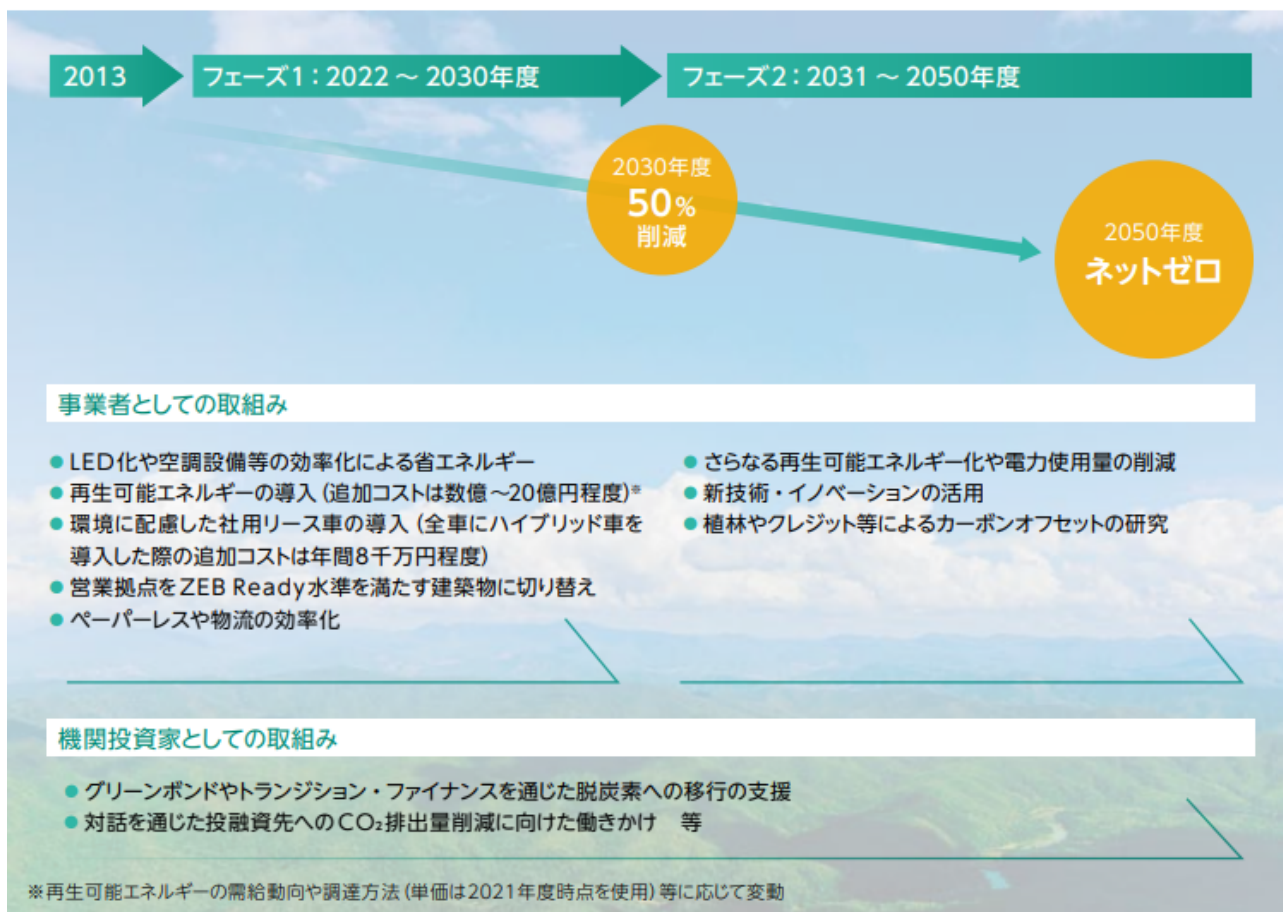 2013
フェーズ1：2022 ～ 2030年度
フェーズ2：2031 ～ 2050年度
2030年度
50%
削減
2050年度
ネットゼロ
事業者としての取組み
● LED化や空調設備等の効率化による省エネルギー
● 再生可能エネルギーの導入（追加コストは数億～20億円程度）※
● 環境に配慮した社用リース車の導入（全車にハイブリッド車を
導入した際の追加コストは年間8千万円程度）
● 営業拠点をZEB Ready水準を満たす建築物に切り替え
● ペーパーレスや物流の効率化
● さらなる再生可能エネルギー化や電力使用量の削減
● 新技術・イノベーションの活用
● 植林やクレジット等によるカーボンオフセットの研究
機関投資家としての取組み
● グリーンボンドやトランジション・ファイナンスを通じた脱炭素への移行の支援
● 対話を通じた投融資先へのCO₂排出量削減に向けた働きかけ　等
※再生可能エネルギーの需給動向や調達方法（単価は2021年度時点を使用）等に応じて変動